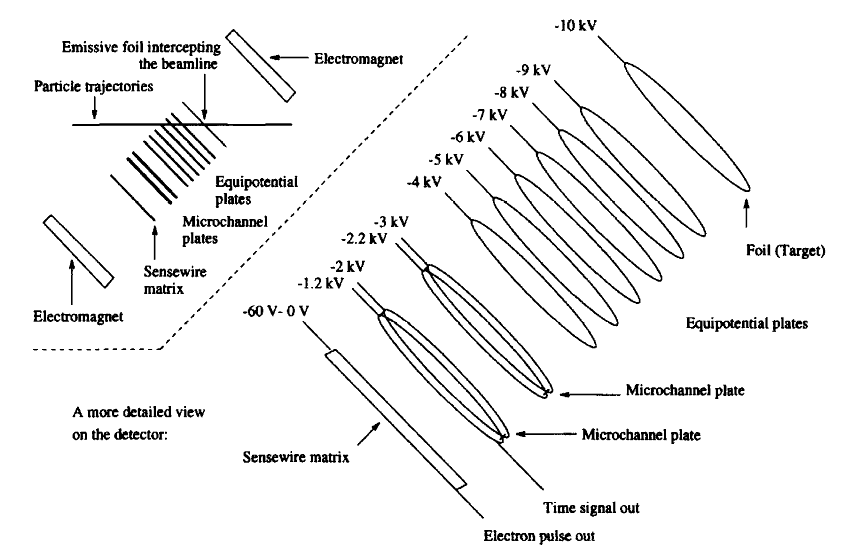 Emissive foil intercepting
the beamline
Electromagnet
Particle trajectories
Equipotential
plates
Microchannel
plates
Sensewire
matrix
Electromagnet
-10 kV
-9 kV
-8 kV
-7 kV
-6 kV
-5 kV
-4 kV
-3 kV
-2.2 kV
-2 kV
-1.2 kV
-60 V- 0 V
Foil (Target)
Equipotential plates
Microchannel plate
Microchannel plate
A more detailed view
on the detector:
Sensewire matrix
Time signal out
Electron pulse out